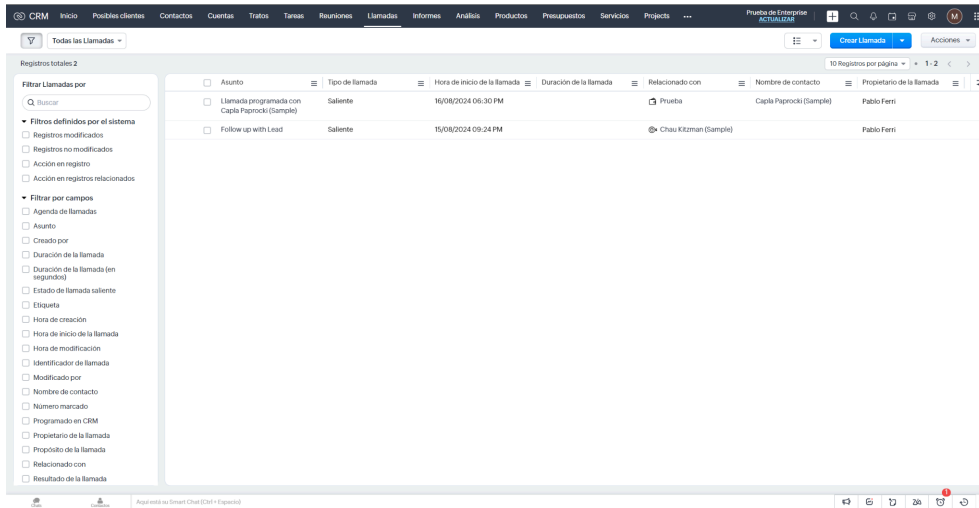 CRM Inicio Posibles clientes Contactos Cuentas Tratos Tareas Reuniones Llamadas Informes Análisis Productos Presupuestos Servicios Projects ... Prueba de Enterprise
ACTUALIZAR
M
Todas las Llamadas
Crear Llamada
Acciones
Registros totales 2
10 Registros por página
1 - 2
Filtrar Llamadas por
Buscar
Filtros definidos por el sistema
Registros modificados
Registros no modificados
Acción en registro
Acción en registros relacionados
Filtrar por campos
Agenda de llamadas
Asunto
Creado por
Duración de la llamada
Duración de la llamada (en
segundos)
Estado de llamada saliente
Etiqueta
Hora de creación
Hora de inicio de la llamada
Hora de modificación
Identificador de llamada
Modificado por
Nombre de contacto
Número marcado
Programado en CRM
Propietario de la llamada
Propósito de la llamada
Relacionado con
Resultado de la llamada
Asunto Tipo de llamada Hora de inicio de la llamada Duración de la llamada Relacionado con Nombre de contacto Propietario de la llamada
Llamada programada con
Capla Paprocki (Sample)
Saliente 16/08/2024 06:30 PM Prueba Capla Paprocki (Sample) Pablo Ferri
Follow up with Lead Saliente 15/08/2024 09:24 PM Chau Kitzman (Sample) Pablo Ferri
Chats
Contactos
Aquí está su Smart Chat (Ctrl+Espacio)
1